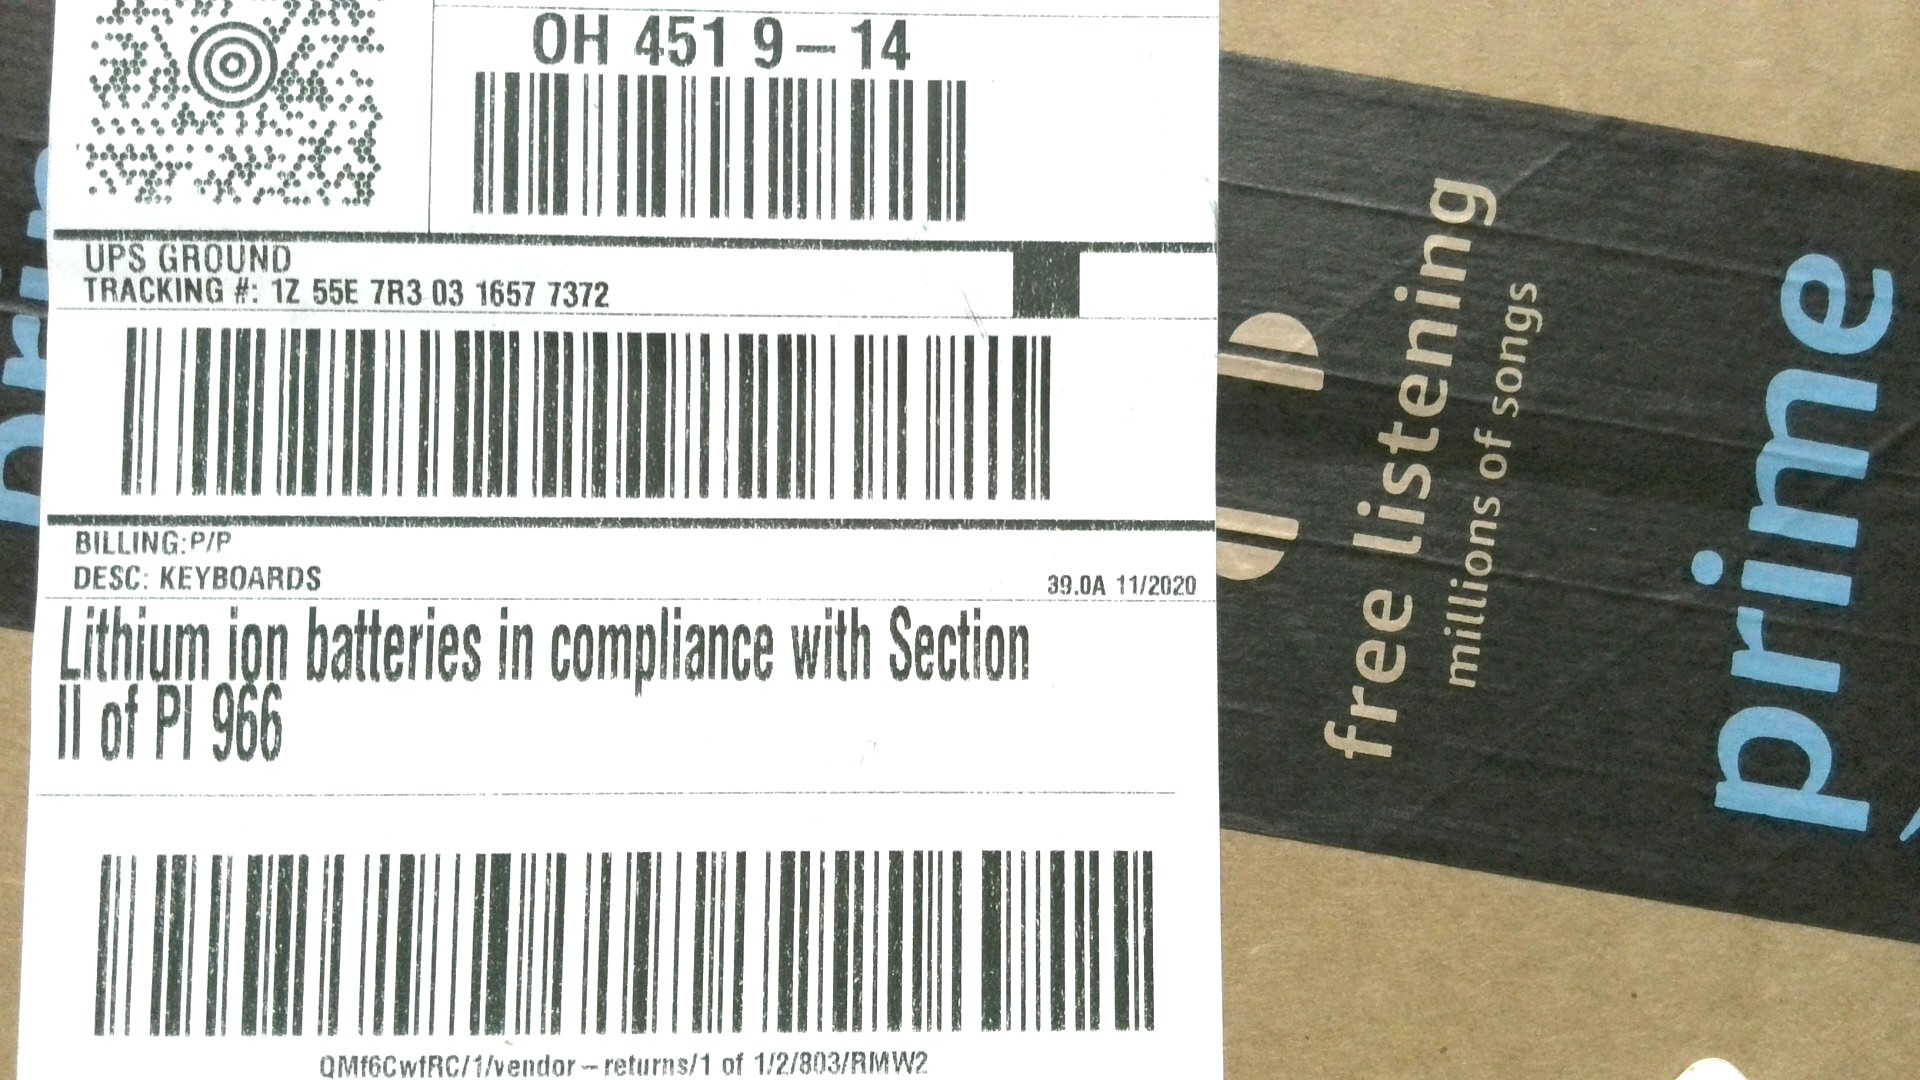 OH 451 9-14
UPS GROUND
TRACKING #: 1Z 55E 7R3 03 1657 7372
BILLING:P/P
DESC: KEYBOARDS
39.0A 11/2020
Lithium ion batteries in compliance with Section
II of PI 966
QMf6CwfRC/1/vendor-returns/1 of 1/2/803/RMW2
free listening
millions of songs
prime
prim